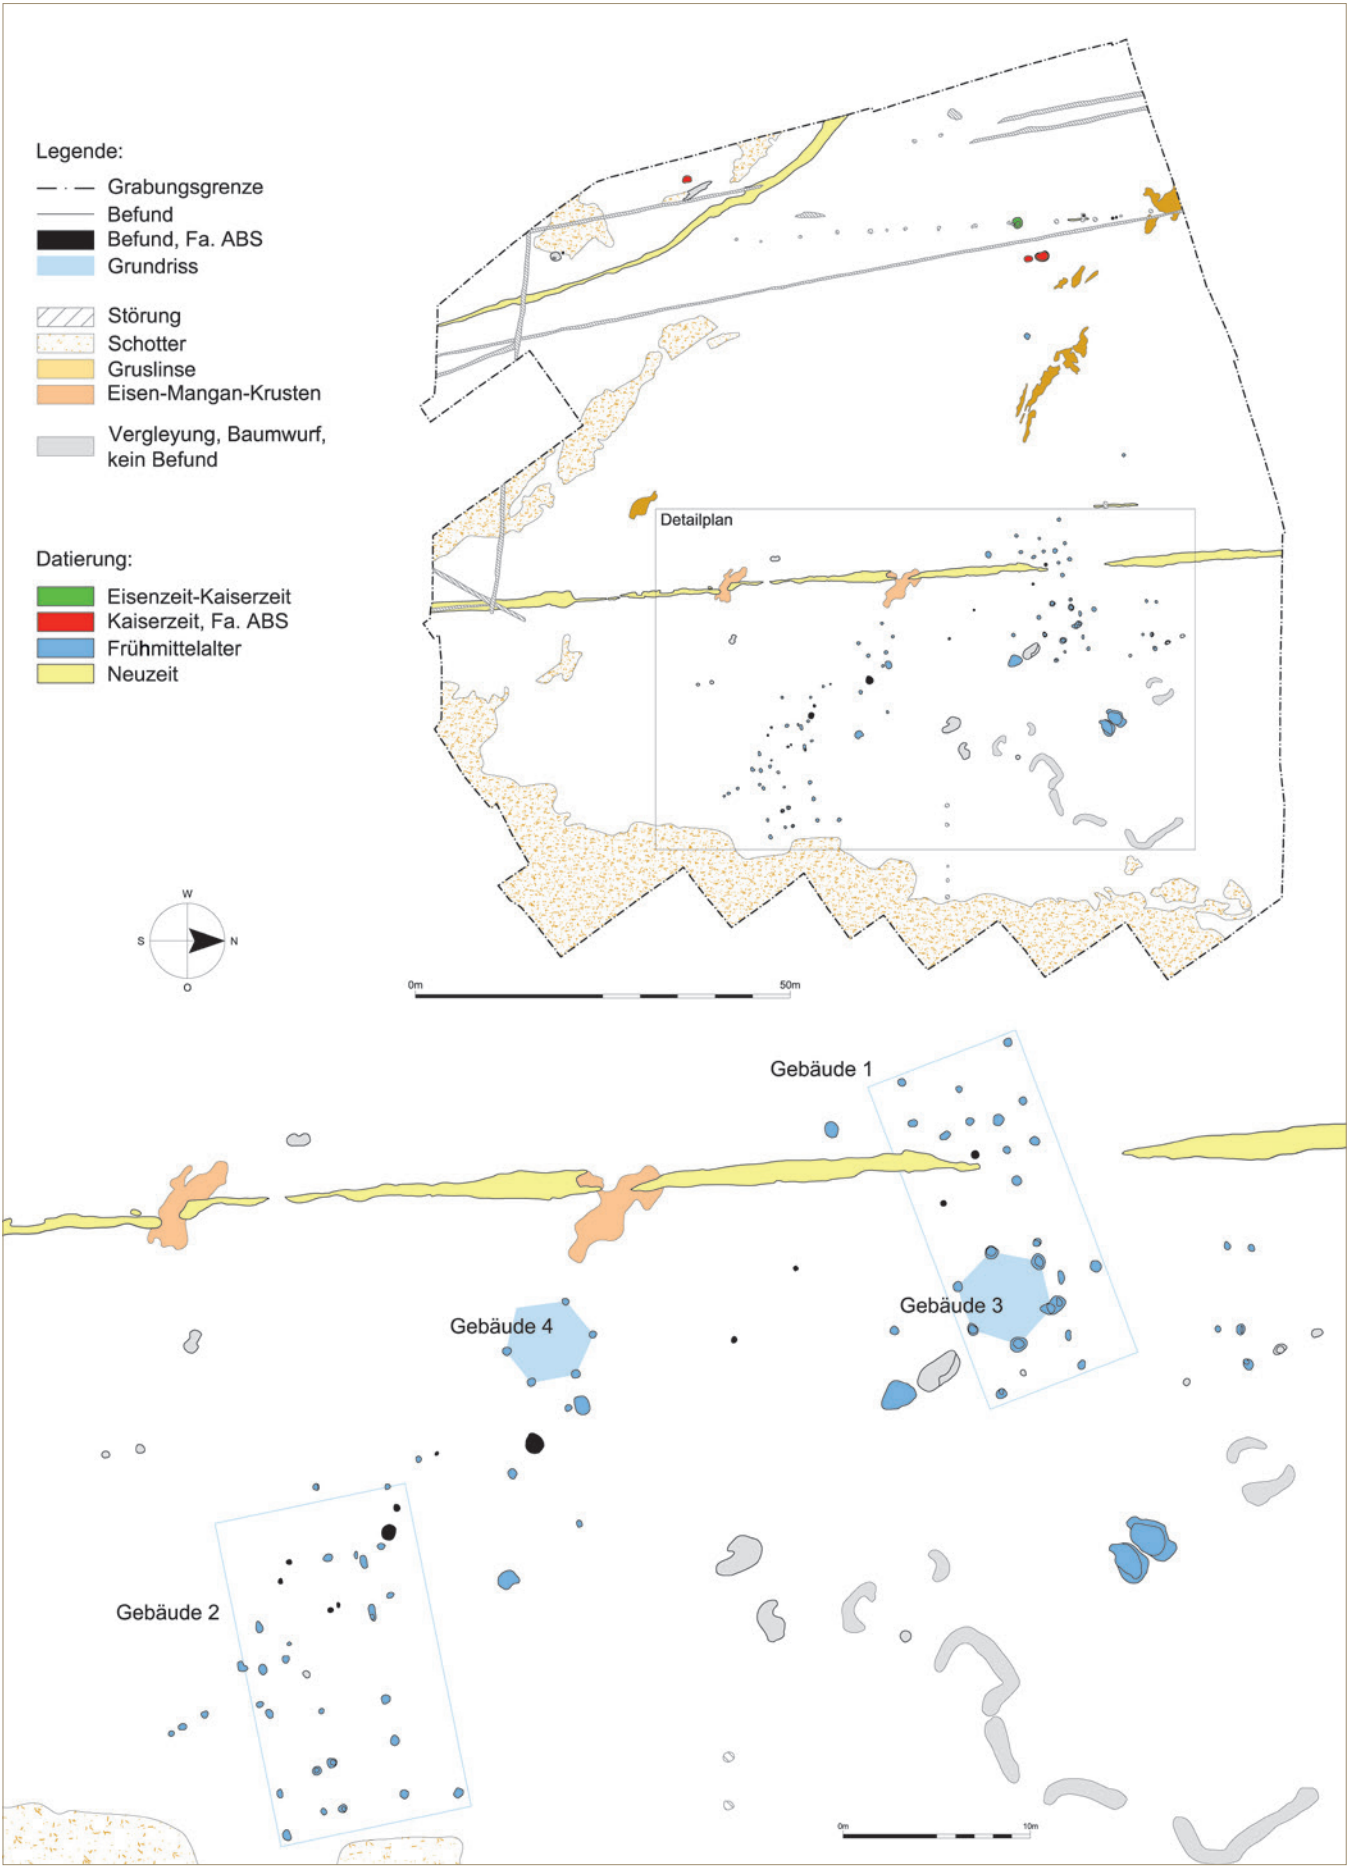 Legende:
Grabungsgrenze
Befund
Befund, Fa. ABS
Grundriss
Störung
Schotter
Gruslinse
Eisen-Mangan-Krusten
Vergleyung, Baumwurf,
kein Befund
Datierung:
Eisenzeit-Kaiserzeit
Kaiserzeit, Fa. ABS
Frühmittelalter
Neuzeit
Detailplan
W
S N
O
0m 50m
Gebäude 1
Gebäude 3
Gebäude 4
Gebäude 2
0m 10m